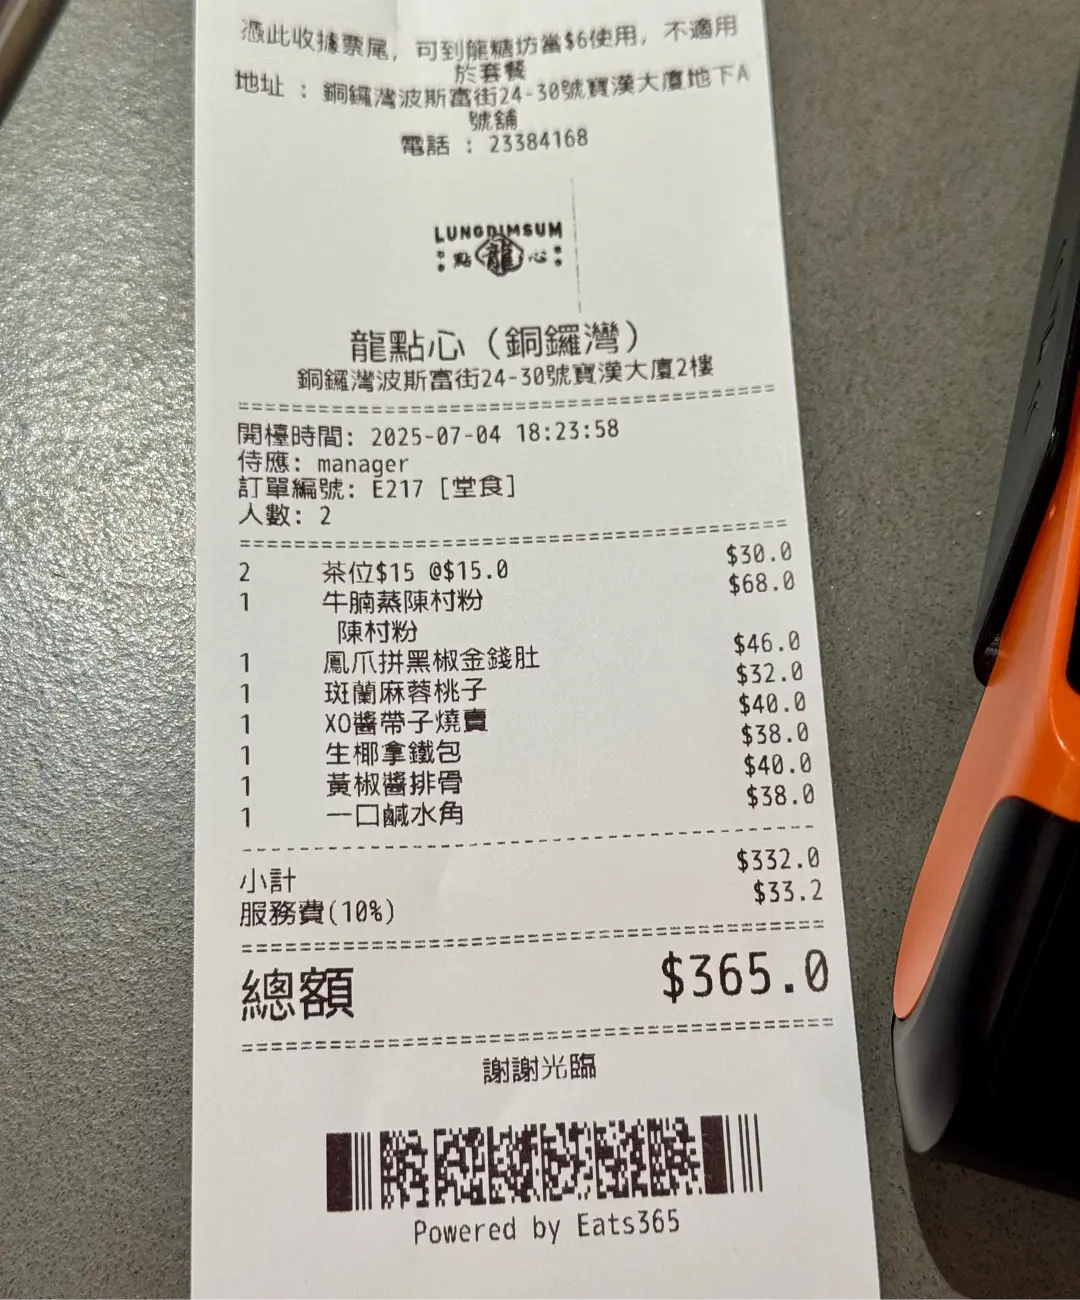 憑此收據票尾，可到龍糖坊當$6使用，不適用
於套餐
地址 : 銅鑼灣波斯富街24-30號寶漢大廈地下A
號舖
電話 : 23384168
LUNGDIMSUM
點龍心
龍點心（銅鑼灣）
銅鑼灣波斯富街24-30號寶漢大廈2樓
開檯時間: 2025-07-04 18:23:58
侍應: manager
訂單編號: E217 [堂食]
人數: 2
2 茶位$15 @$15.0 $30.0
1 牛腩蒸陳村粉 $68.0
陳村粉
1 鳳爪拼黑椒金錢肚 $46.0
1 斑蘭麻蓉桃子 $32.0
1 XO醬帶子燒賣 $40.0
1 生椰拿鐵包 $38.0
1 黃椒醬排骨 $40.0
1 一口鹹水角 $38.0
小計 $332.0
服務費(10%) $33.2
總額 $365.0
謝謝光臨
Powered by Eats365